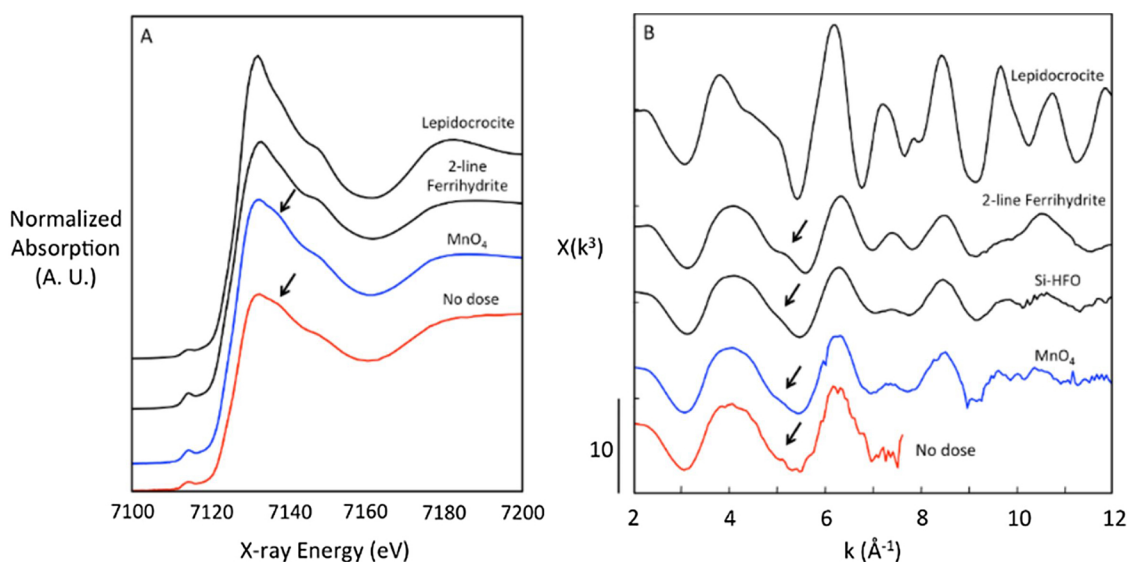 A
Lepidocrocite
2-line
Ferrihydrite
MnO₄
No dose
Normalized
Absorption
(A. U.)
7100 7120 7140 7160 7180 7200
X-ray Energy (eV)
B
Lepidocrocite
2-line Ferrihydrite
Si-HFO
MnO₄
No dose
X(k³)
10
2 4 6 8 10 12
k (Å⁻¹)